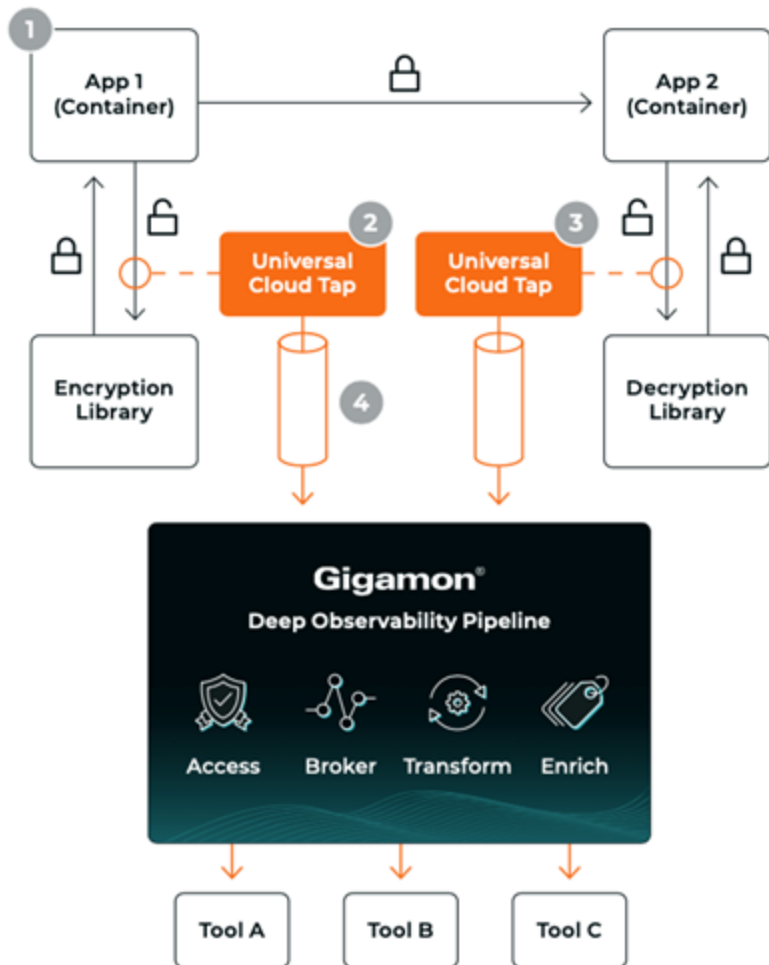 1
App 1
(Container)
App 2
(Container)
2
Universal
Cloud Tap
3
Universal
Cloud Tap
Encryption
Library
4
Decryption
Library
Gigamon®
Deep Observability Pipeline
Access
Broker
Transform
Enrich
Tool A
Tool B
Tool C